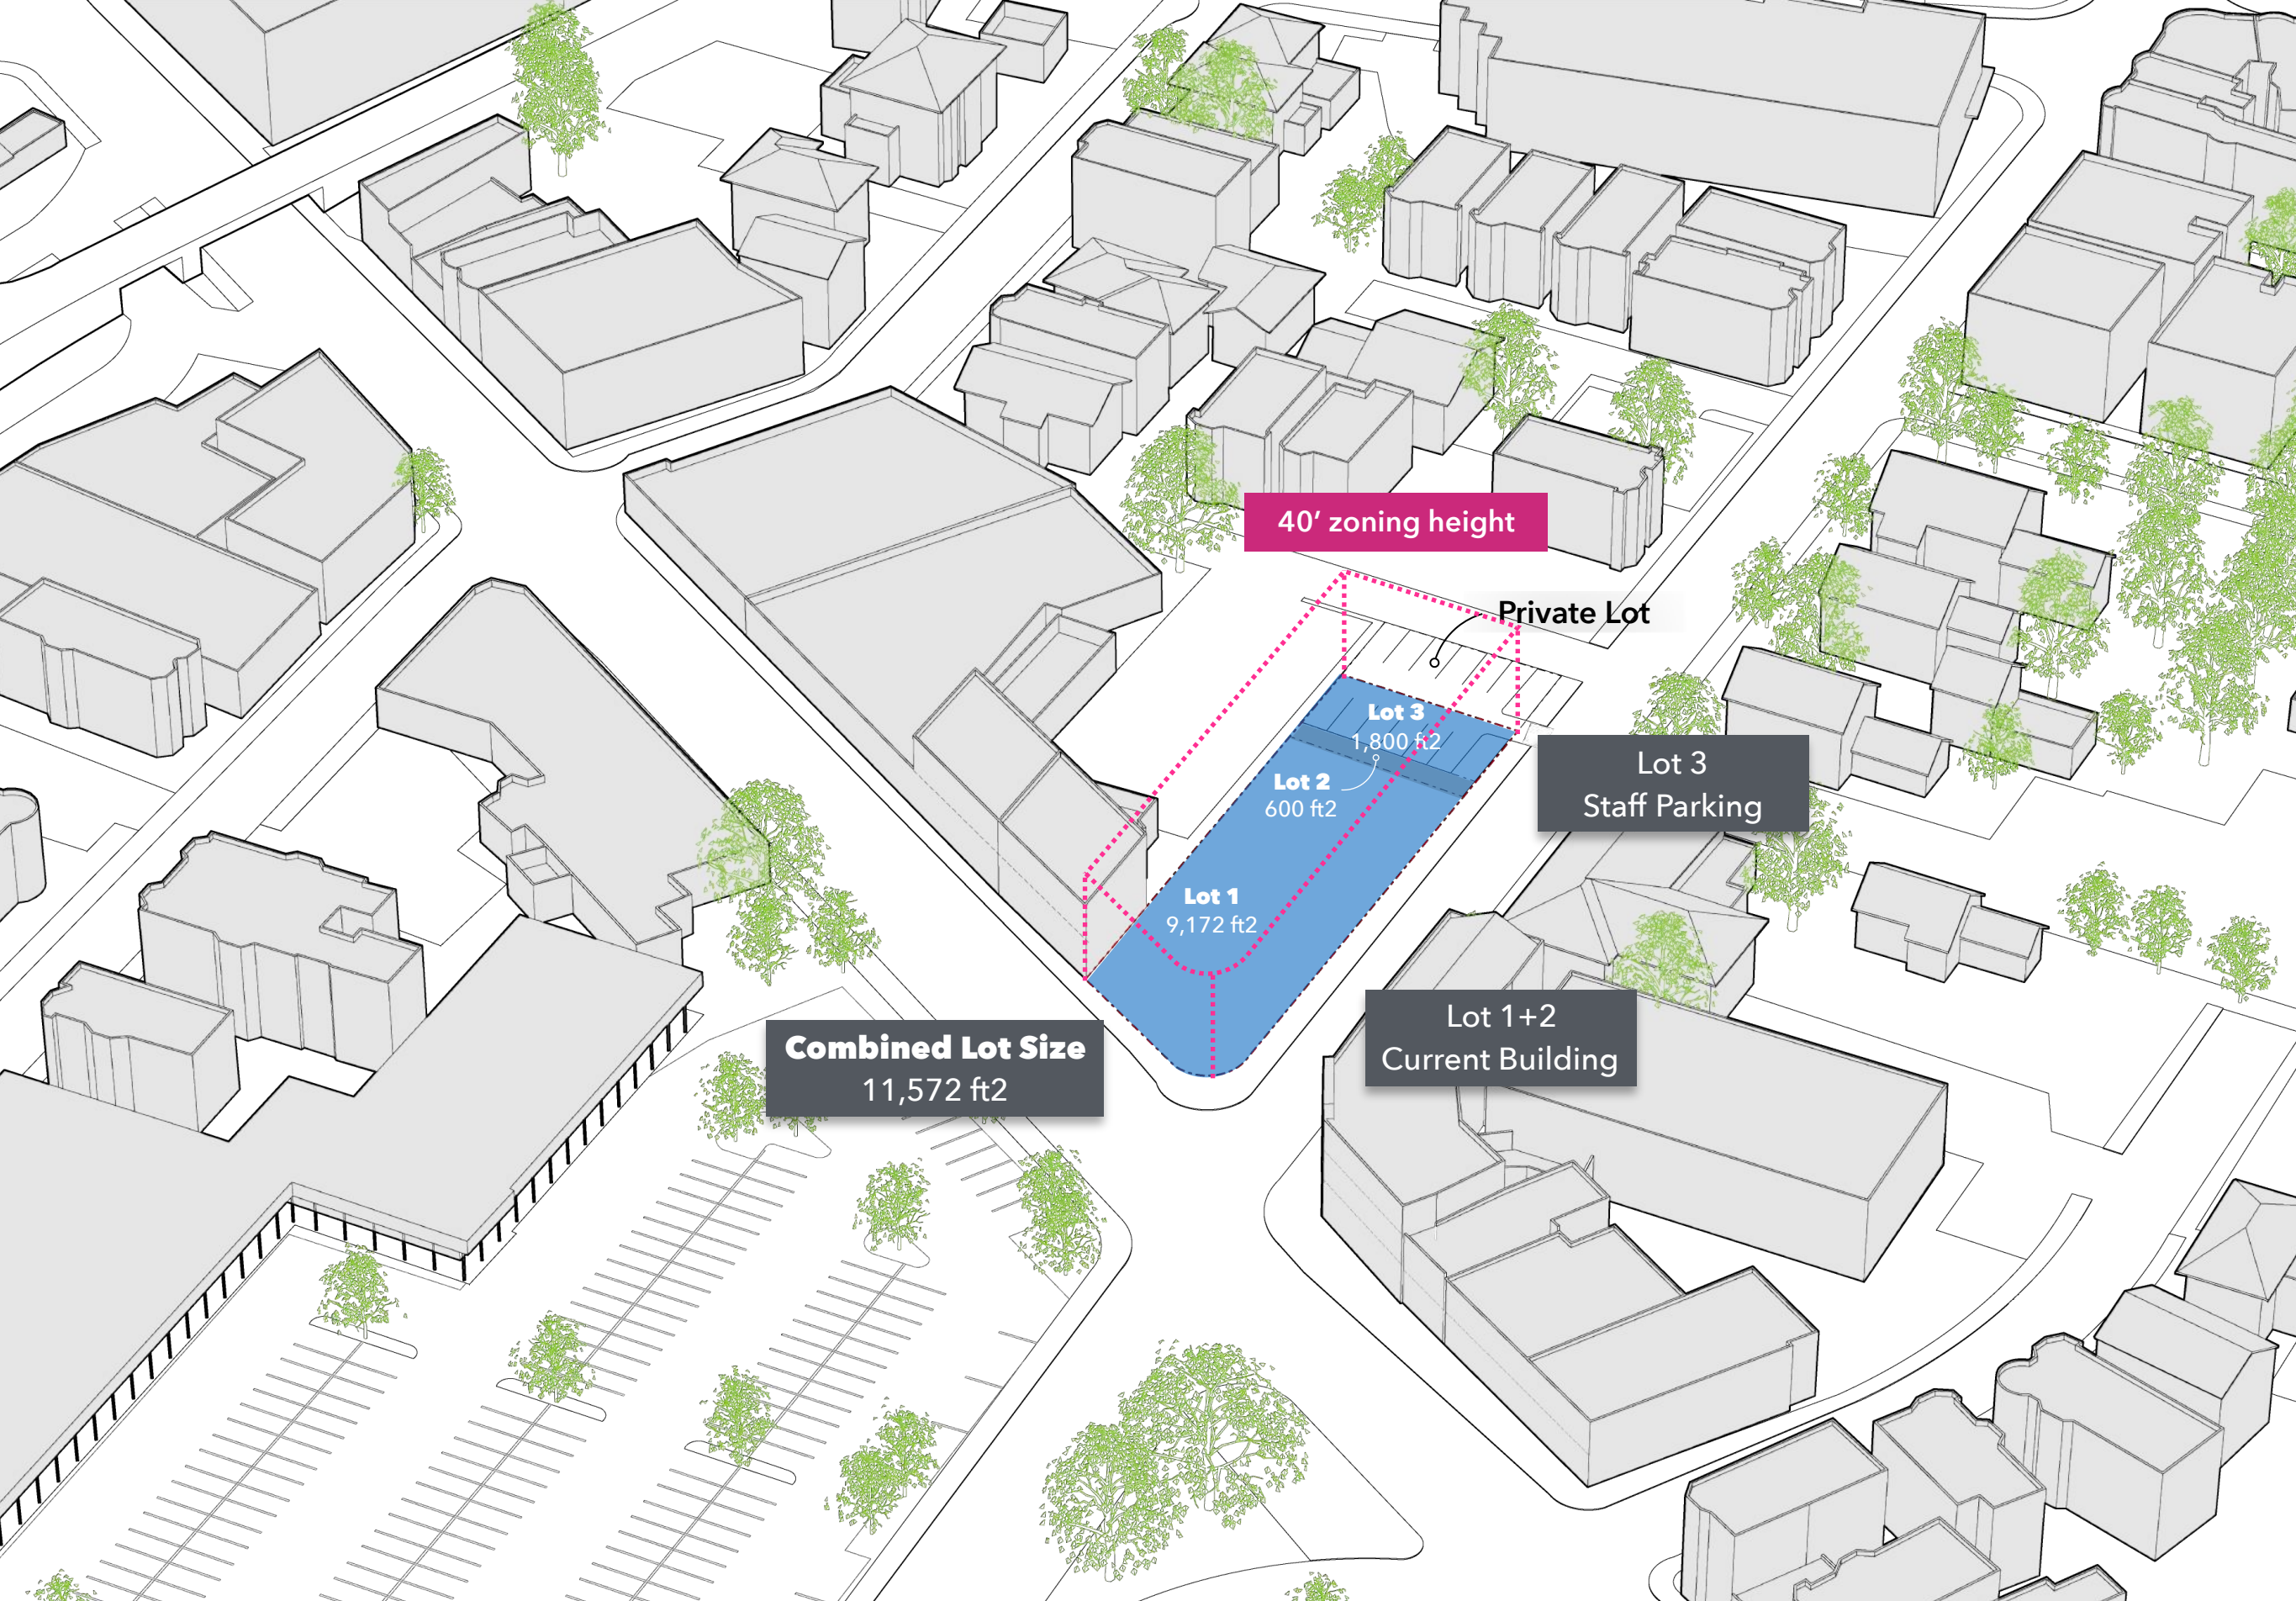 40’ zoning height
Private Lot
Lot 3
1,800 ft2
Lot 2
600 ft2
Lot 3
Staff Parking
Lot 1
9,172 ft2
Lot 1+2
Current Building
Combined Lot Size
11,572 ft2